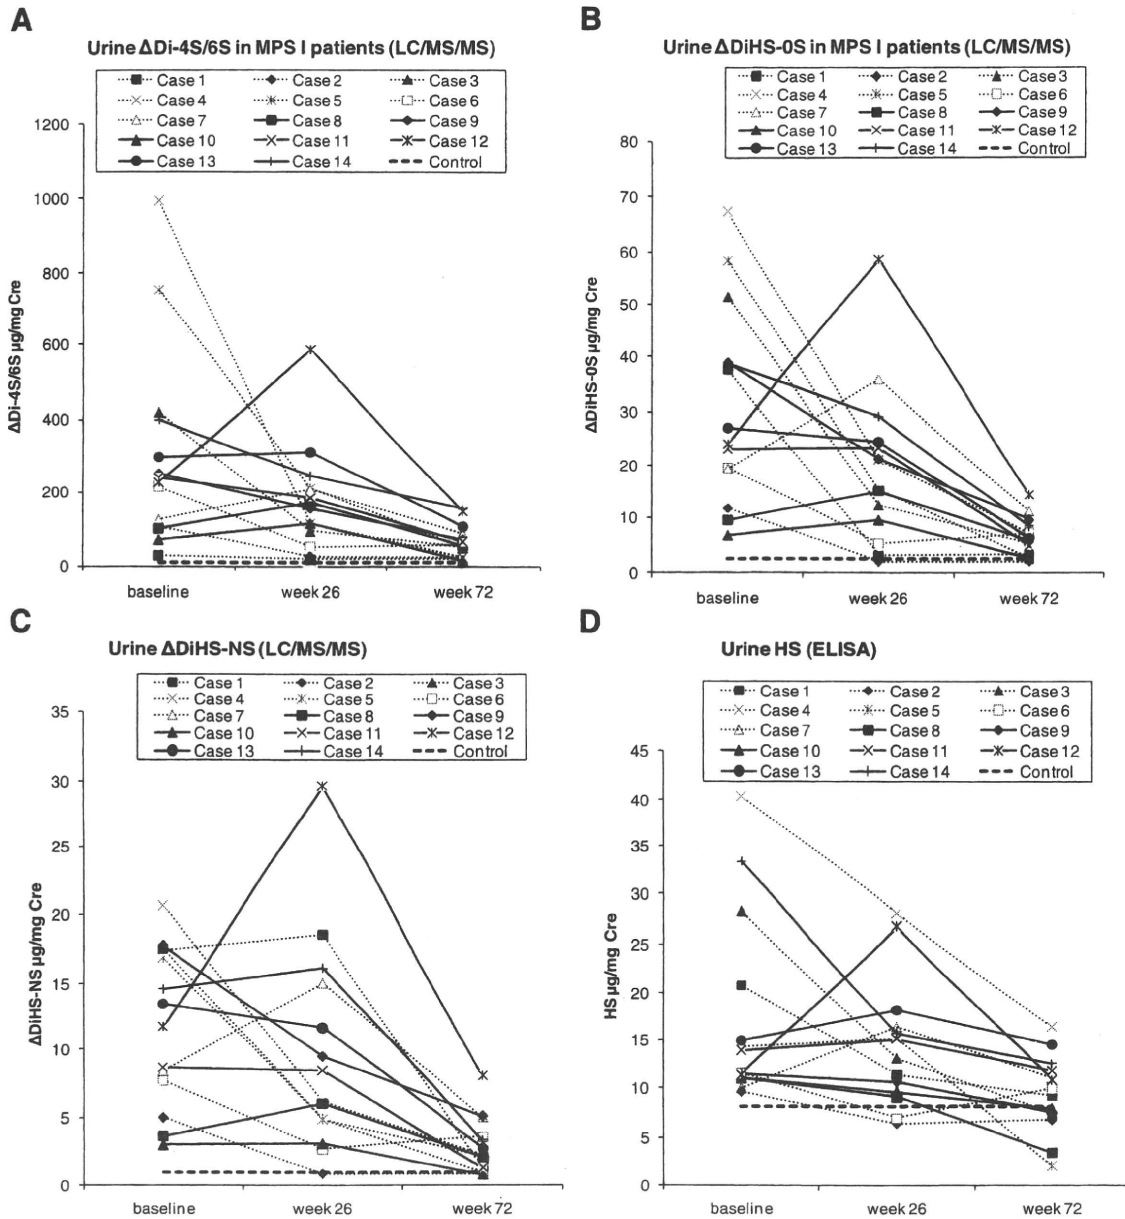 A
Urine ΔDi-4S/6S in MPS I patients (LC/MS/MS)
Case 1 Case 2 Case 3
Case 4 Case 5 Case 6
Case 7 Case 8 Case 9
Case 10 Case 11 Case 12
Case 13 Case 14 Control
ΔDi-4S/6S µg/mg Cre
1200
1000
800
600
400
200
0
baseline week 26 week 72
B
Urine ΔDiHS-0S in MPS I patients (LC/MS/MS)
Case 1 Case 2 Case 3
Case 4 Case 5 Case 6
Case 7 Case 8 Case 9
Case 10 Case 11 Case 12
Case 13 Case 14 Control
ΔDiHS-0S µg/mg Cre
80
70
60
50
40
30
20
10
0
baseline week 26 week 72
C
Urine ΔDiHS-NS (LC/MS/MS)
Case 1 Case 2 Case 3
Case 4 Case 5 Case 6
Case 7 Case 8 Case 9
Case 10 Case 11 Case 12
Case 13 Case 14 Control
ΔDiHS-NS µg/mg Cre
35
30
25
20
15
10
5
0
baseline week 26 week 72
D
Urine HS (ELISA)
Case 1 Case 2 Case 3
Case 4 Case 5 Case 6
Case 7 Case 8 Case 9
Case 10 Case 11 Case 12
Case 13 Case 14 Control
HS µg/mg Cre
45
40
35
30
25
20
15
10
5
0
baseline week 26 week 72